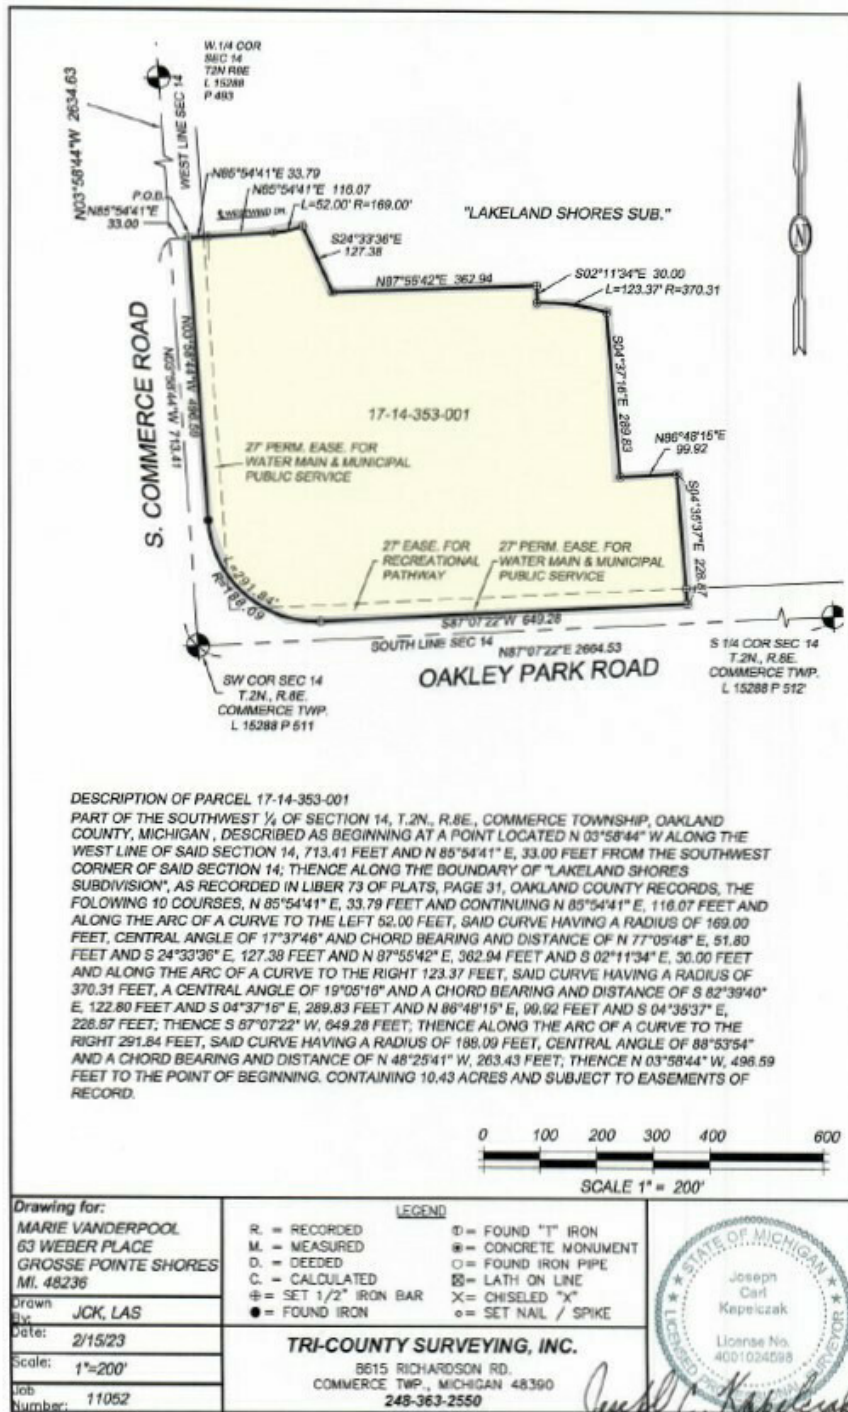 W.1/4 COR
SEC 14
T2N R8E
L 15288
P 493
N03°58'44"W 2634.63
WEST LINE SEC 14
N85°54'41"E 33.79
N85°54'41"E 116.07
L=52.00' R=169.00'
P.O.B.
N85°54'41"E
33.00
"LAKELAND SHORES SUB."
S24°33'36"E
127.38
N87°55'42"E 362.94
S02°11'34"E 30.00
L=123.37' R=370.31
N
S. COMMERCE ROAD
N03°58'44"W 496.59
N03°58'44"W 713.41
S04°37'16"E 289.83
17-14-353-001
N86°48'15"E
99.92
27' PERM. EASE. FOR
WATER MAIN & MUNICIPAL
PUBLIC SERVICE
S04°35'37"E 228.87
27' EASE. FOR
RECREATIONAL
PATHWAY
27' PERM. EASE. FOR
WATER MAIN & MUNICIPAL
PUBLIC SERVICE
L=291.84'
R=188.09
S87°07'22"W 649.28
SOUTH LINE SEC 14
N87°07'22"E 2664.53
OAKLEY PARK ROAD
SW COR SEC 14
T.2N., R.8E.
COMMERCE TWP.
L 15288 P 511
S 1/4 COR SEC 14
T.2N., R.8E.
COMMERCE TWP.
L 15288 P 512
DESCRIPTION OF PARCEL 17-14-353-001
PART OF THE SOUTHWEST ¼ OF SECTION 14, T.2N., R.8E., COMMERCE TOWNSHIP, OAKLAND
COUNTY, MICHIGAN , DESCRIBED AS BEGINNING AT A POINT LOCATED N 03°58'44" W ALONG THE
WEST LINE OF SAID SECTION 14, 713.41 FEET AND N 85°54'41" E, 33.00 FEET FROM THE SOUTHWEST
CORNER OF SAID SECTION 14; THENCE ALONG THE BOUNDARY OF "LAKELAND SHORES
SUBDIVISION", AS RECORDED IN LIBER 73 OF PLATS, PAGE 31, OAKLAND COUNTY RECORDS, THE
FOLOWING 10 COURSES, N 85°54'41" E, 33.79 FEET AND CONTINUING N 85°54'41" E, 116.07 FEET AND
ALONG THE ARC OF A CURVE TO THE LEFT 52.00 FEET, SAID CURVE HAVING A RADIUS OF 169.00
FEET, CENTRAL ANGLE OF 17°37'46" AND CHORD BEARING AND DISTANCE OF N 77°05'48" E, 51.80
FEET AND S 24°33'36" E, 127.38 FEET AND N 87°55'42" E, 362.94 FEET AND S 02°11'34" E, 30.00 FEET
AND ALONG THE ARC OF A CURVE TO THE RIGHT 123.37 FEET, SAID CURVE HAVING A RADIUS OF
370.31 FEET, A CENTRAL ANGLE OF 19°05'16" AND A CHORD BEARING AND DISTANCE OF S 82°39'40"
E, 122.80 FEET AND S 04°37'16" E, 289.83 FEET AND N 86°48'15" E, 99.92 FEET AND S 04°35'37" E,
228.87 FEET; THENCE S 87°07'22" W, 649.28 FEET; THENCE ALONG THE ARC OF A CURVE TO THE
RIGHT 291.84 FEET, SAID CURVE HAVING A RADIUS OF 188.09 FEET, CENTRAL ANGLE OF 88°53'54"
AND A CHORD BEARING AND DISTANCE OF N 48°25'41" W, 263.43 FEET; THENCE N 03°58'44" W, 496.59
FEET TO THE POINT OF BEGINNING. CONTAINING 10.43 ACRES AND SUBJECT TO EASEMENTS OF
RECORD.
0 100 200 300 400 600
SCALE 1" = 200'
Drawing for:
MARIE VANDERPOOL
63 WEBER PLACE
GROSSE POINTE SHORES
MI. 48236
Drawn By: JCK, LAS
Date: 2/15/23
Scale: 1"=200'
Job Number: 11052
LEGEND
R. = RECORDED
M. = MEASURED
D. = DEEDED
C. = CALCULATED
= SET 1/2" IRON BAR
= FOUND IRON
= FOUND "T" IRON
= CONCRETE MONUMENT
= FOUND IRON PIPE
= LATH ON LINE
X= CHISELED "X"
= SET NAIL / SPIKE
TRI-COUNTY SURVEYING, INC.
8615 RICHARDSON RD.
COMMERCE TWP., MICHIGAN 48390
248-363-2550
STATE OF MICHIGAN
Joseph
Carl
Kapelczak
License No.
4001024598
LICENSED PROFESSIONAL SURVEYOR
Joseph C. Kapelczak